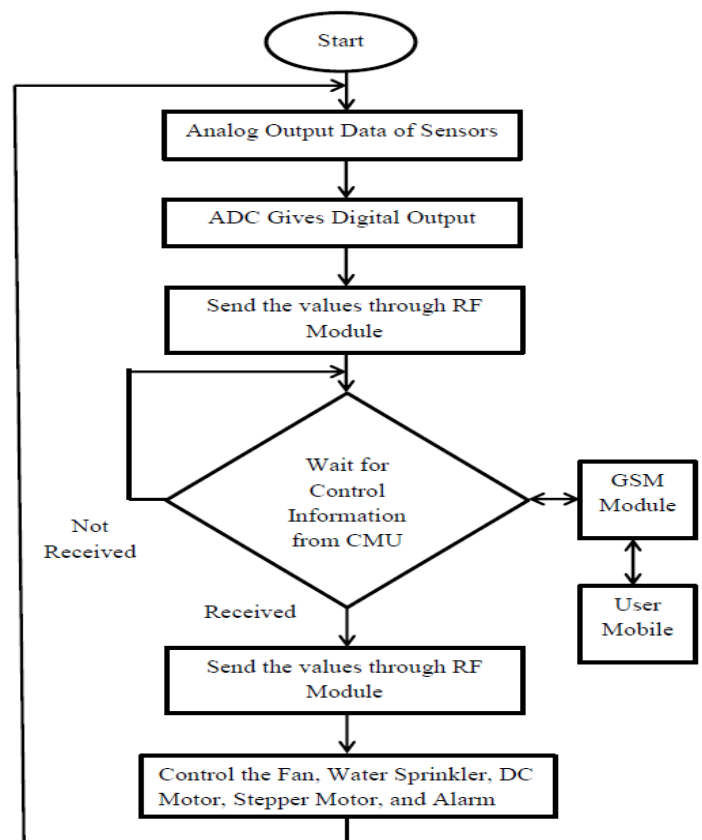 Start
Analog Output Data of Sensors
ADC Gives Digital Output
Send the values through RF
Module
Wait for
Control
Information
from CMU
GSM
Module
Not
Received
User
Mobile
Received
Send the values through RF
Module
Control the Fan, Water Sprinkler, DC
Motor, Stepper Motor, and Alarm